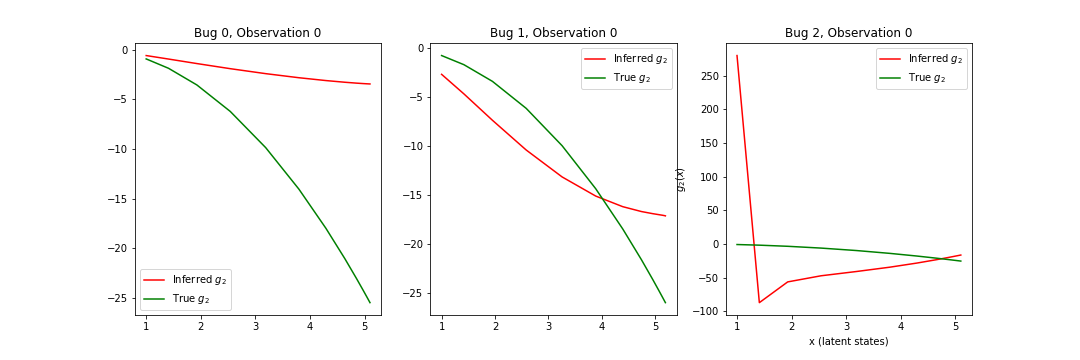 Bug 0, Observation 0
0
−5
−10
−15
−20
−25
Inferred g₂
True g₂
1 2 3 4 5
Bug 1, Observation 0
0
−5
−10
−15
−20
−25
Inferred g₂
True g₂
1 2 3 4 5
Bug 2, Observation 0
g₂(x)
250
200
150
100
50
0
−50
−100
Inferred g₂
True g₂
1 2 3 4 5
x (latent states)